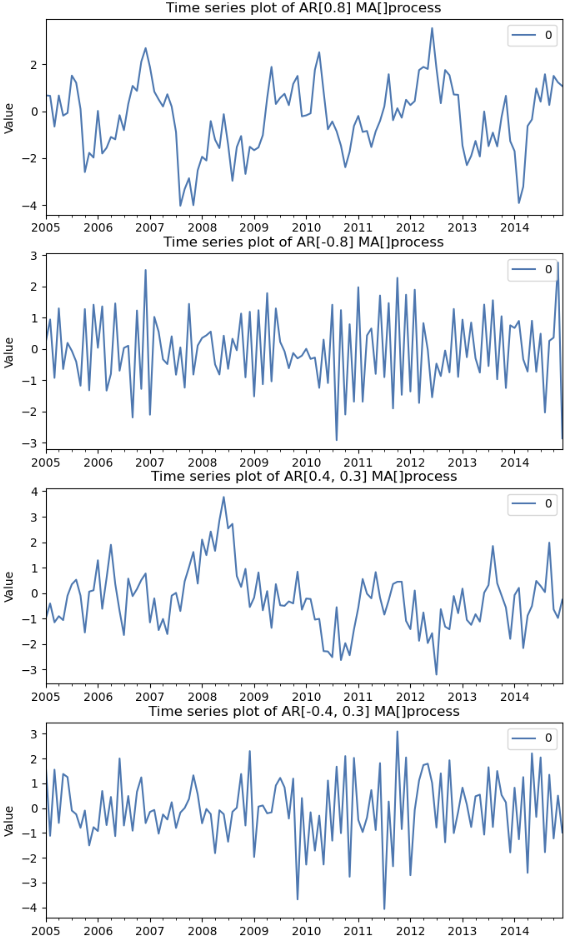 Time series plot of AR[0.8] MA[]process
0
Value
2
0
−2
−4
2005 2006 2007 2008 2009 2010 2011 2012 2013 2014
Time series plot of AR[-0.8] MA[]process
0
Value
3
2
1
0
−1
−2
−3
2005 2006 2007 2008 2009 2010 2011 2012 2013 2014
Time series plot of AR[0.4, 0.3] MA[]process
0
Value
4
3
2
1
0
−1
−2
−3
2005 2006 2007 2008 2009 2010 2011 2012 2013 2014
Time series plot of AR[-0.4, 0.3] MA[]process
0
Value
3
2
1
0
−1
−2
−3
−4
2005 2006 2007 2008 2009 2010 2011 2012 2013 2014